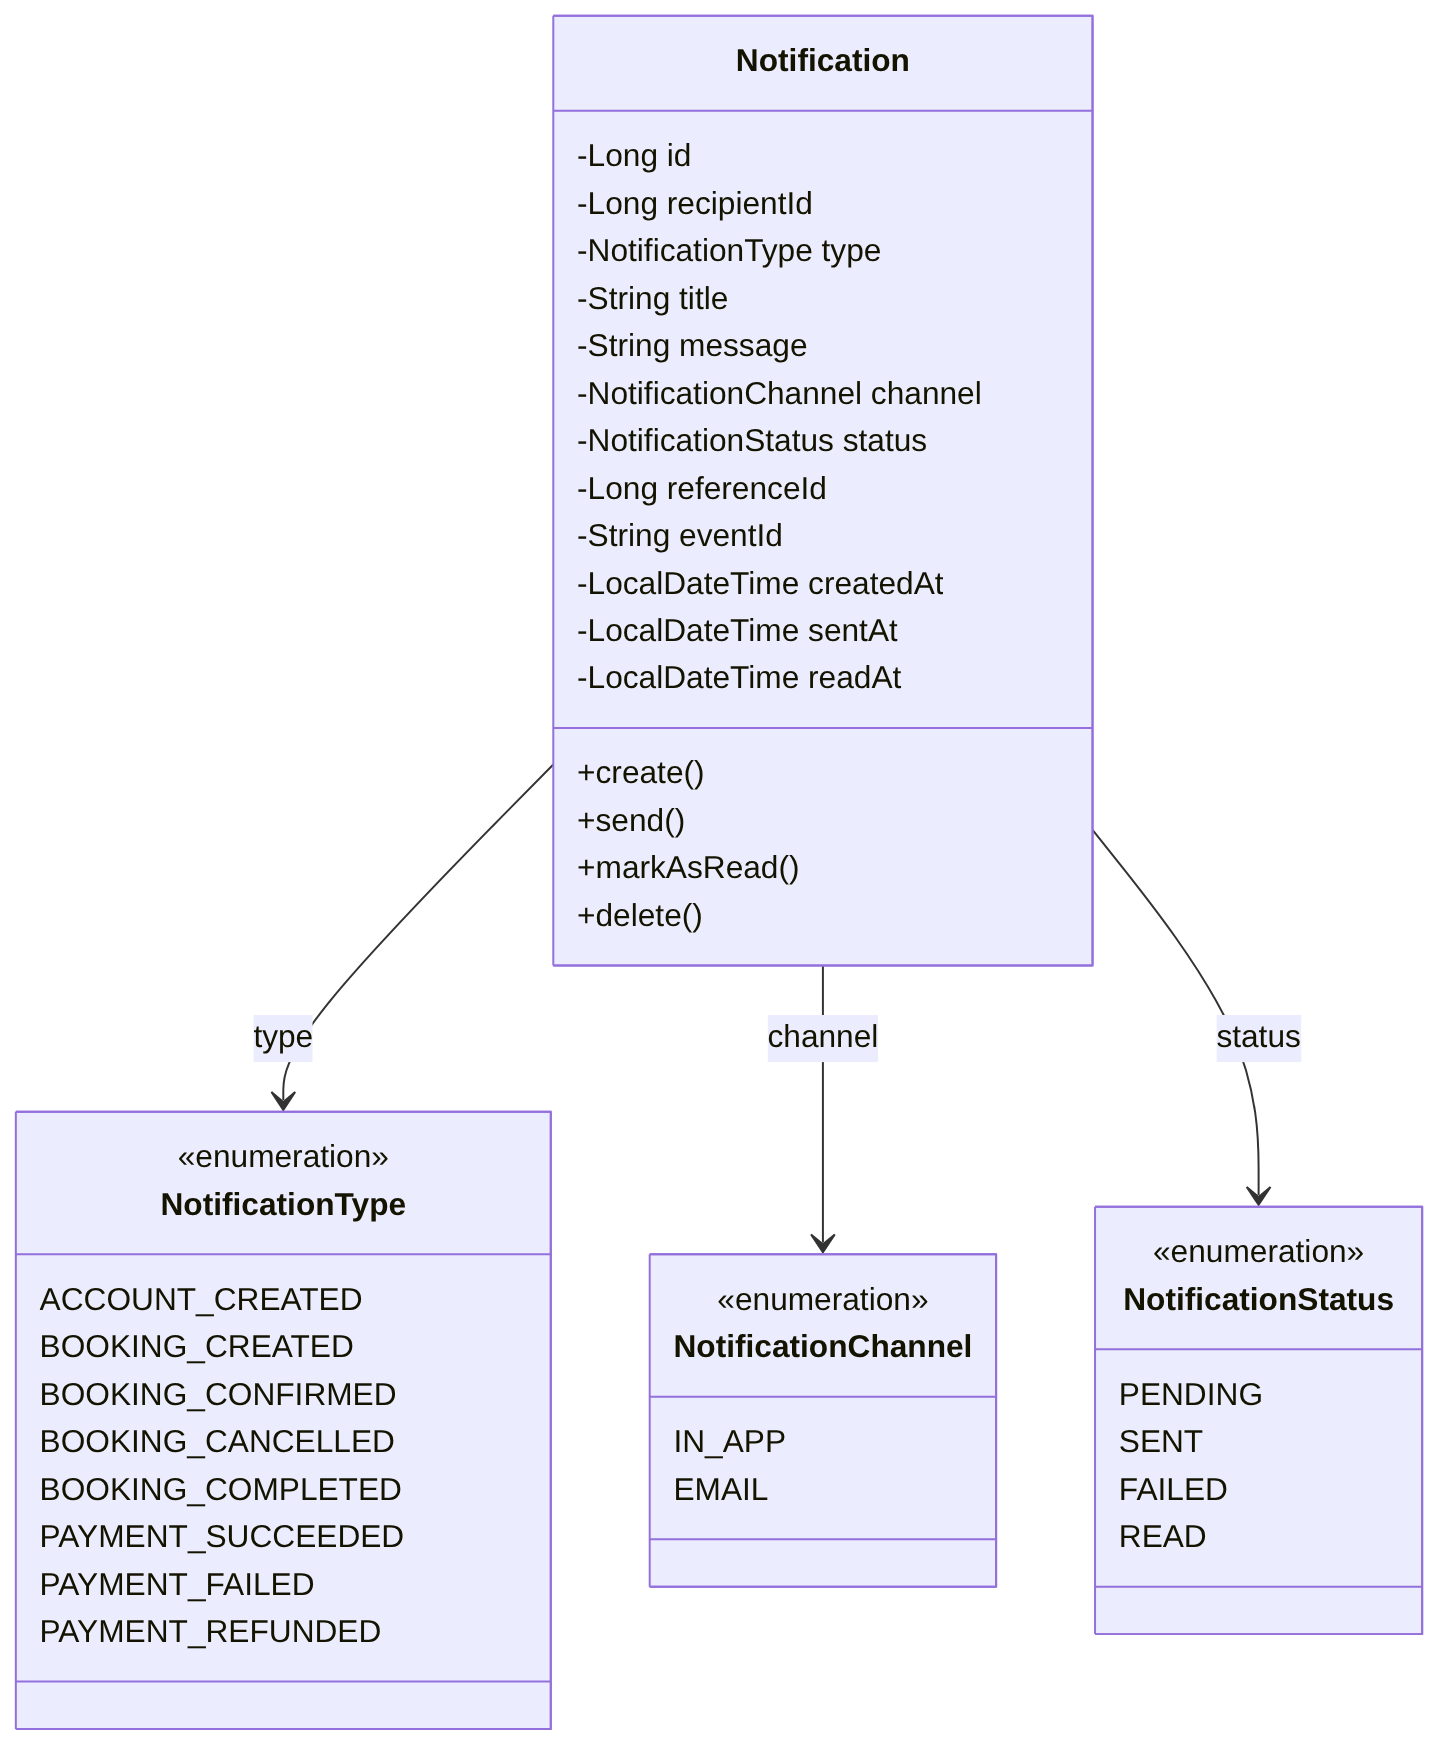 Notification
-Long id
-Long recipientId
-NotificationType type
-String title
-String message
-NotificationChannel channel
-NotificationStatus status
-Long referenceId
-String eventId
-LocalDateTime createdAt
-LocalDateTime sentAt
-LocalDateTime readAt
+create()
+send()
+markAsRead()
+delete()
type
channel
status
«enumeration»
NotificationType
ACCOUNT_CREATED
BOOKING_CREATED
BOOKING_CONFIRMED
BOOKING_CANCELLED
BOOKING_COMPLETED
PAYMENT_SUCCEEDED
PAYMENT_FAILED
PAYMENT_REFUNDED
«enumeration»
NotificationChannel
IN_APP
EMAIL
«enumeration»
NotificationStatus
PENDING
SENT
FAILED
READ